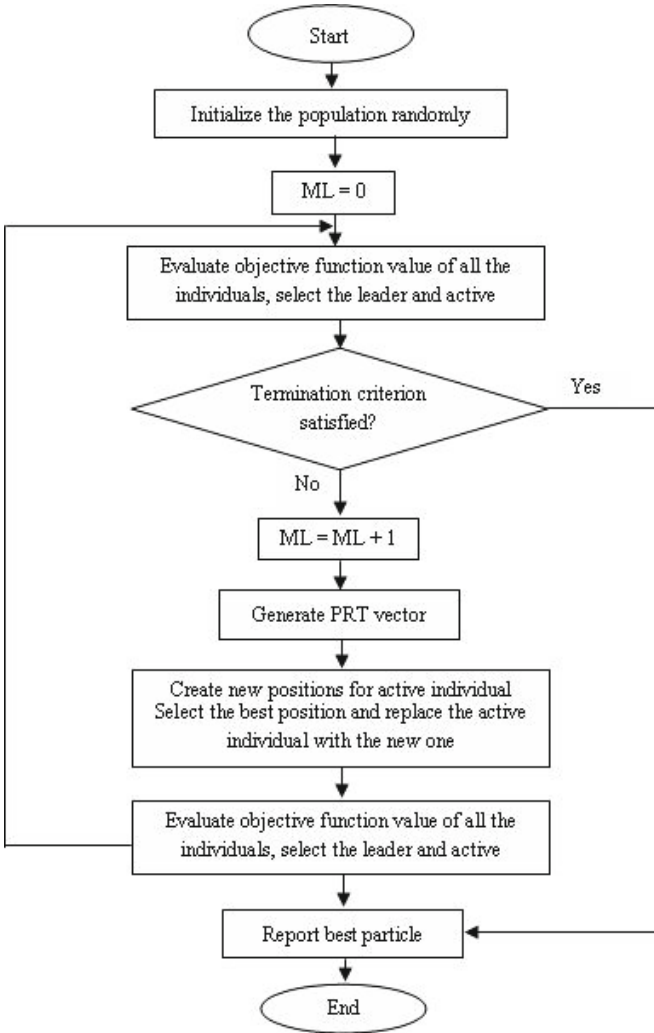 Start
Initialize the population randomly
ML = 0
Evaluate objective function value of all the
individuals, select the leader and active
Termination criterion
satisfied?
Yes
No
ML = ML + 1
Generate PRT vector
Create new positions for active individual
Select the best position and replace the active
individual with the new one
Evaluate objective function value of all the
individuals, select the leader and active
Report best particle
End